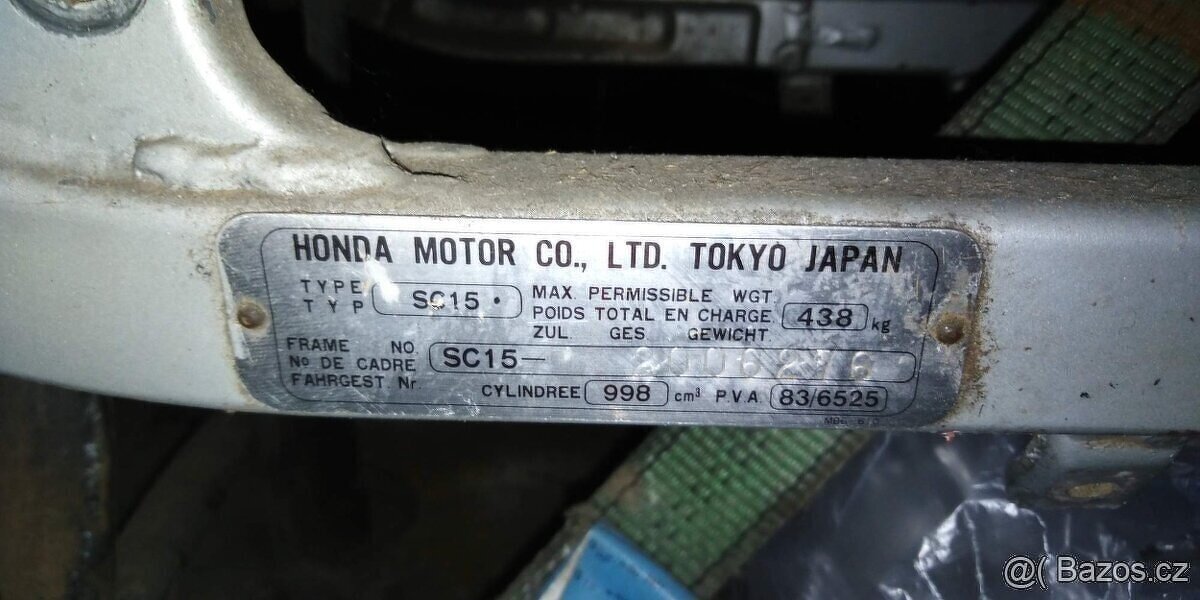 HONDA MOTOR CO., LTD. TOKYO JAPAN
TYPE
TYP
SC15
MAX. PERMISSIBLE WGT.
POIDS TOTAL EN CHARGE
ZUL. GES GEWICHT.
438 kg
FRAME NO.
No DE CADRE
FAHRGEST. Nr
SC15— 2006276
CYLINDREE 998 cm³ P.V.A. 83/6525
@( Bazos.cz